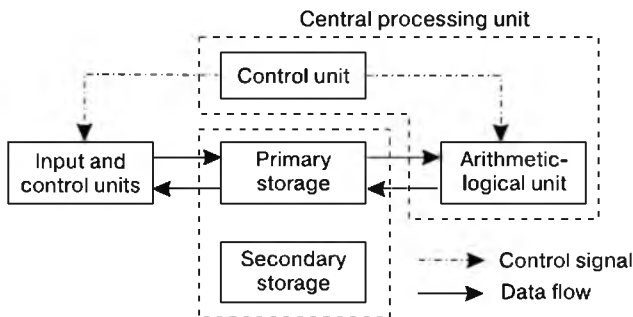 Central processing unit
Control unit
Input and
control units
Primary
storage
Arithmetic-
logical unit
Secondary
storage
Control signal
Data flow